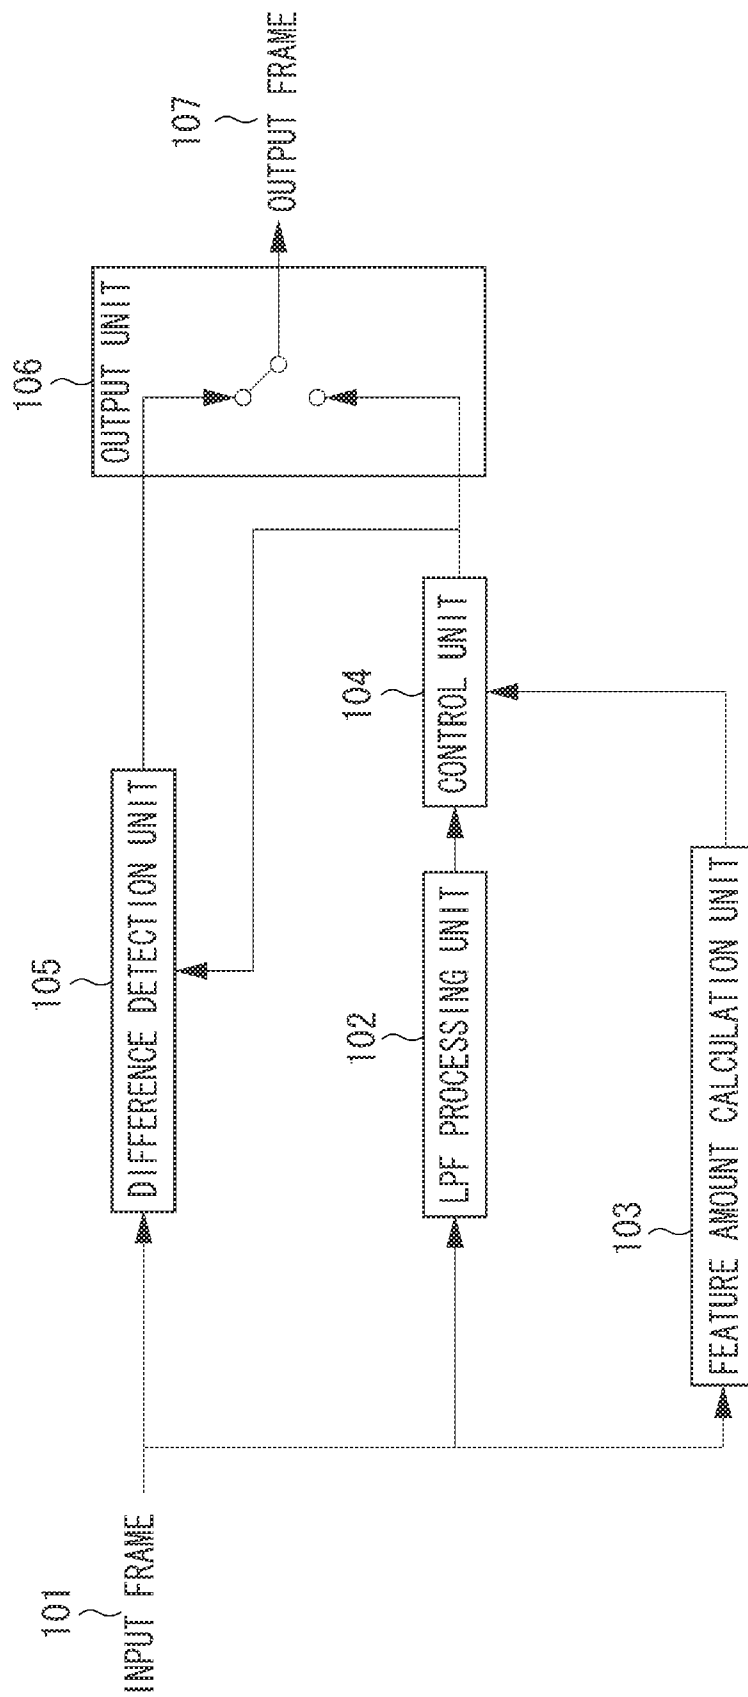 101
INPUT FRAME
105
DIFFERENCE DETECTION UNIT
102
LPF PROCESSING UNIT
103
FEATURE AMOUNT CALCULATION UNIT
104
CONTROL UNIT
106
OUTPUT UNIT
107
OUTPUT FRAME